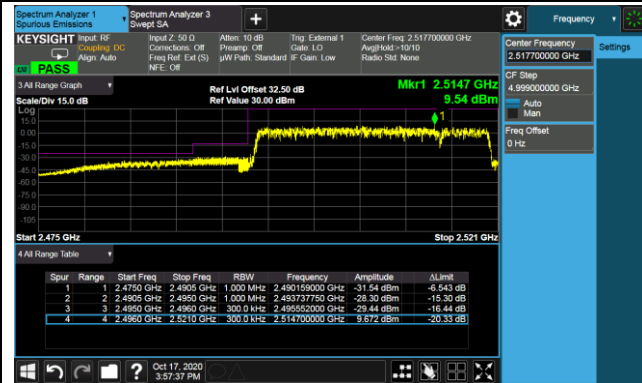 Spectrum Analyzer 1
Spurious Emissions
Spectrum Analyzer 3
Swept SA
+
Frequency
KEYSIGHT
Input: RF
Coupling: DC
Align: Auto
Input Z: 50 Ω
Corrections: Off
Freq Ref: Ext (S)
NFE: Off
Atten: 10 dB
Preamp: Off
µW Path: Standard
Trig: External 1
Gate: LO
IF Gain: Low
Center Freq: 2.517700000 GHz
Avg|Hold:>10/10
Radio Std: None
PASS
Center Frequency
2.517700000 GHz
Settings
CF Step
4.999000000 GHz
Auto
Man
Freq Offset
0 Hz
3 All Range Graph
Ref Lvl Offset 32.50 dB
Mkr1 2.5147 GHz
Scale/Div 15.0 dB
Ref Value 30.00 dBm
9.54 dBm
Log
15.0
0.00
-15.0
-30.0
-45.0
-60.0
-75.0
-90.0
-105
1
Start 2.475 GHz
Stop 2.521 GHz
4 All Range Table
Spur Range Start Freq Stop Freq RBW Frequency Amplitude ΔLimit
1 1 2.4750 GHz 2.4905 GHz 1.000 MHz 2.490159000 GHz -31.54 dBm -6.543 dB
2 2 2.4905 GHz 2.4950 GHz 1.000 MHz 2.493737750 GHz -28.30 dBm -15.30 dB
3 3 2.4950 GHz 2.4960 GHz 300.0 kHz 2.495552000 GHz -29.44 dBm -16.44 dB
4 4 2.4960 GHz 2.5210 GHz 300.0 kHz 2.514700000 GHz 9.672 dBm -20.33 dB
?
Oct 17, 2020
3:57:37 PM